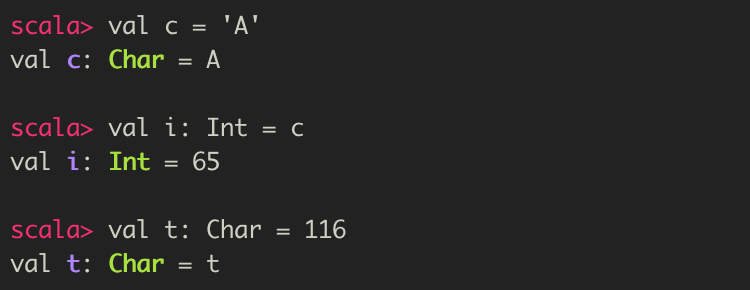 scala> val c = 'A'
val c: Char = A
scala> val i: Int = c
val i: Int = 65
scala> val t: Char = 116
val t: Char = t